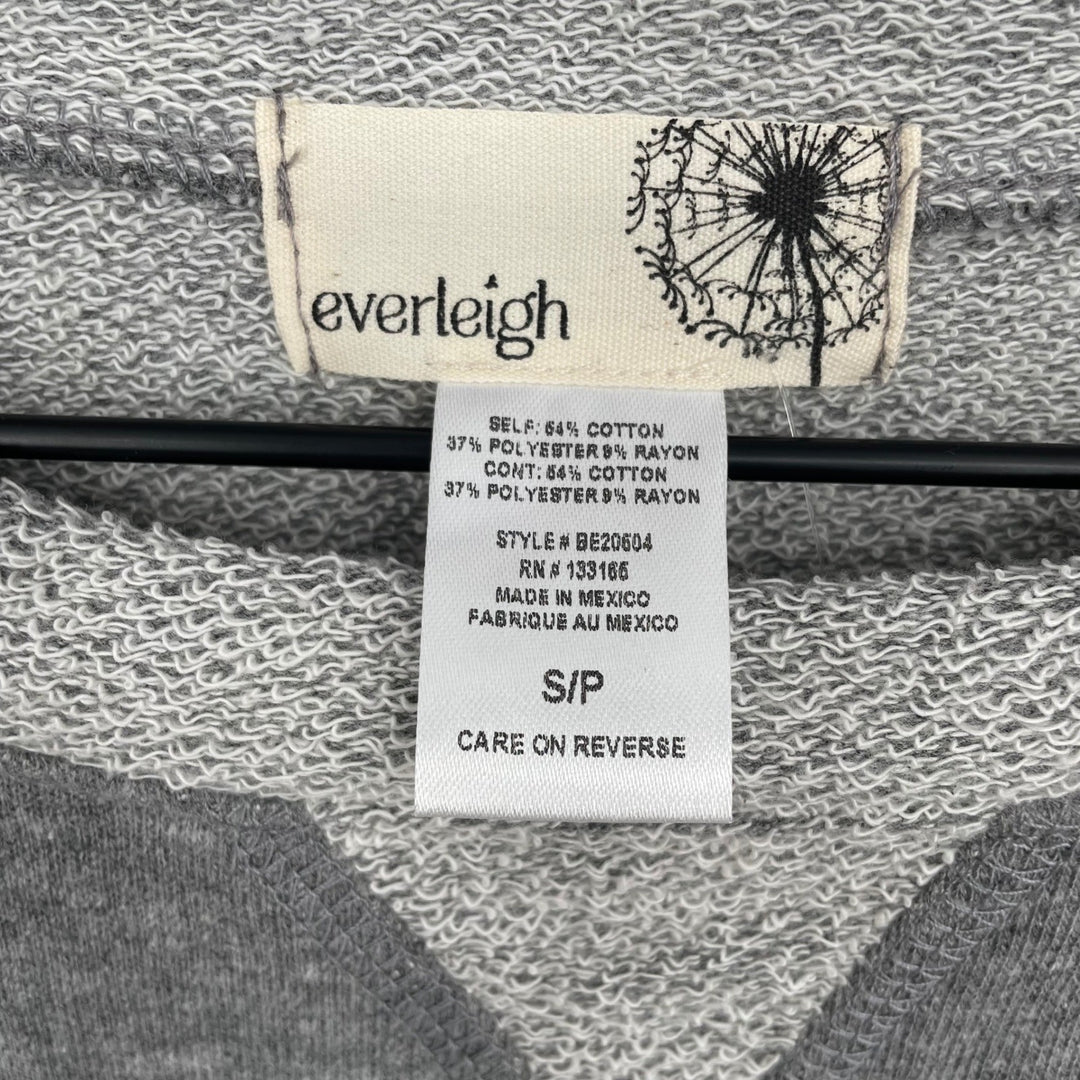 everleigh
SELF: 54% COTTON
37% POLYESTER 9% RAYON
CONT: 54% COTTON
37% POLYESTER 9% RAYON
STYLE # BE20604
RN # 133166
MADE IN MEXICO
FABRIQUE AU MEXICO
S/P
CARE ON REVERSE